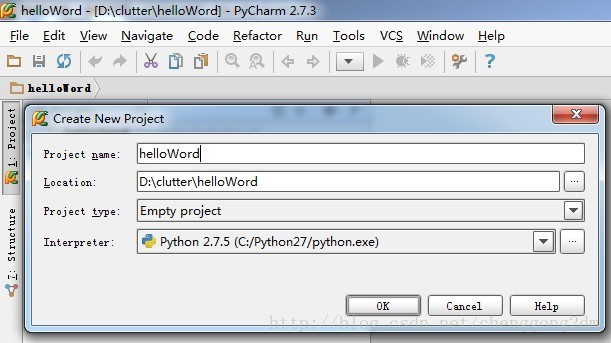 helloWord - [D:\clutter\helloWord] - PyCharm 2.7.3
File Edit View Navigate Code Refactor Run Tools VCS Window Help
helloWord
1: Project
7: Structure
Create New Project
Project name: helloWord
Location: D:\clutter\helloWord ...
Project type: Empty project
Interpreter: Python 2.7.5 (C:/Python27/python.exe) ...
OK Cancel Help
http://blog.csdn.net/chenggong2dm